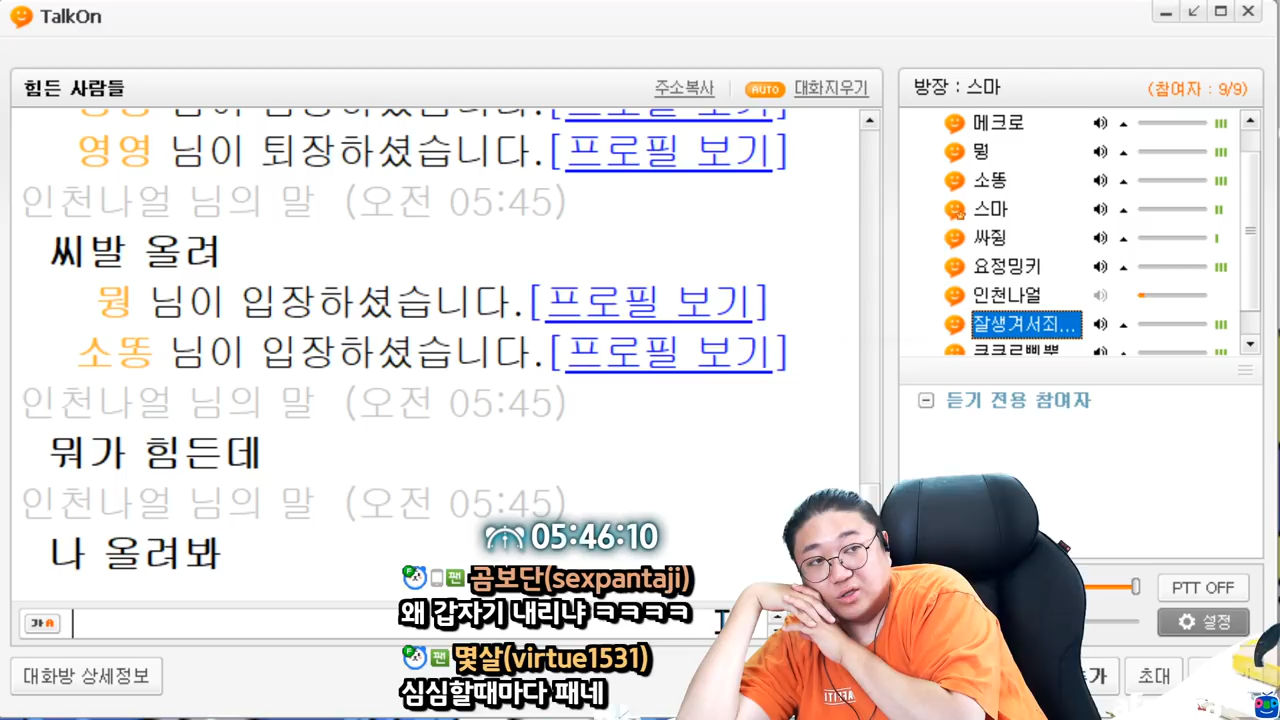 TalkOn
힘든 사람들
주소복사
AUTO
대화지우기
영영 님이 퇴장하셨습니다.[프로필 보기]
인천나얼 님의 말 (오전 05:45)
씨발 올려
뭥 님이 입장하셨습니다.[프로필 보기]
소똥 님이 입장하셨습니다.[프로필 보기]
인천나얼 님의 말 (오전 05:45)
뭐가 힘든데
인천나얼 님의 말 (오전 05:45)
나 올려봐
05:46:10
팬 곰보단(sexpantaji)
왜 갑자기 내리냐 ㅋㅋㅋㅋ
팬 몇살(virtue1531)
심심할때마다 패네
가
대화방 상세정보
방장 : 스마
(참여자 : 9/9)
메크로
뭥
소똥
스마
싸쥥
요정밍키
인천나얼
잘생겨서죄...
듣기 전용 참여자
PTT OFF
설정
초대